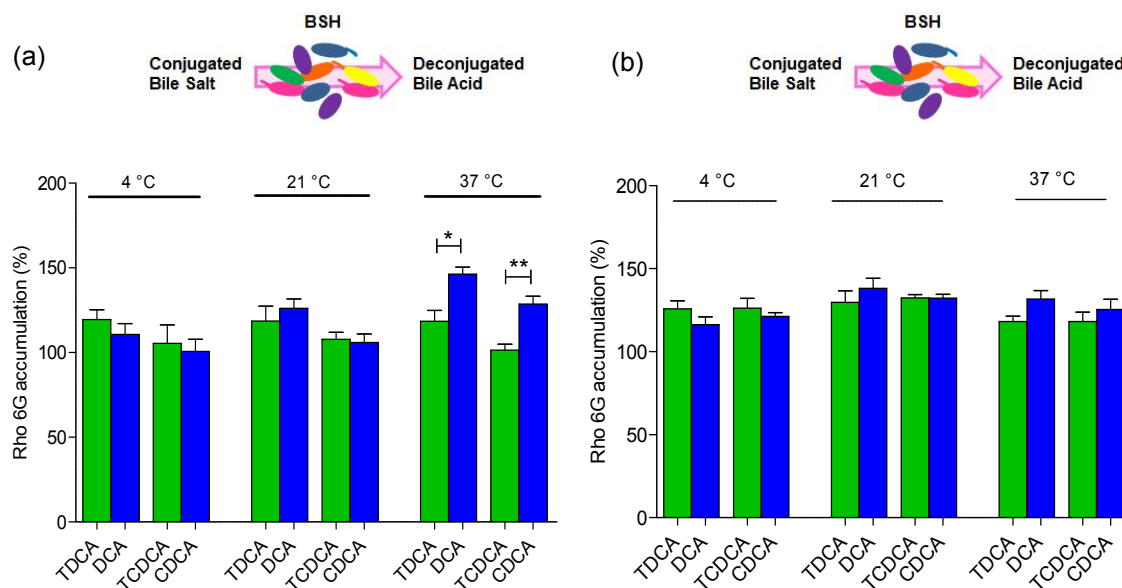 (a)
BSH
Conjugated
Bile Salt
Deconjugated
Bile Acid
4 °C
21 °C
37 °C
*
**
Rho 6G accumulation (%)
200
150
100
50
0
TDCA
DCA
TCDCA
CDCA
TDCA
DCA
TCDCA
CDCA
TDCA
DCA
TCDCA
CDCA
(b)
BSH
Conjugated
Bile Salt
Deconjugated
Bile Acid
4 °C
21 °C
37 °C
Rho 6G accumulation (%)
200
150
100
50
0
TDCA
DCA
TCDCA
CDCA
TDCA
DCA
TCDCA
CDCA
TDCA
DCA
TCDCA
CDCA